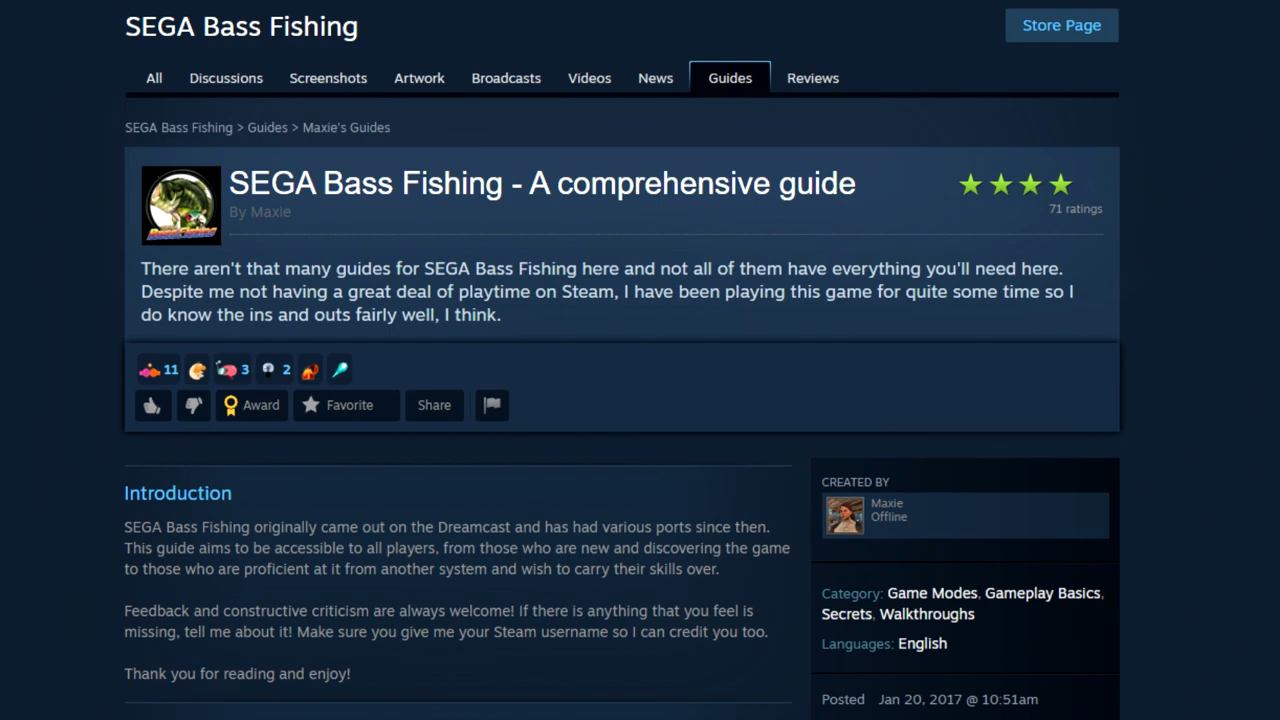 SEGA Bass Fishing
Store Page
All Discussions Screenshots Artwork Broadcasts Videos News Guides Reviews
SEGA Bass Fishing > Guides > Maxie's Guides
SEGA Bass Fishing - A comprehensive guide
By Maxie
71 ratings
Bass Fishing
There aren't that many guides for SEGA Bass Fishing here and not all of them have everything you'll need here.
Despite me not having a great deal of playtime on Steam, I have been playing this game for quite some time so I
do know the ins and outs fairly well, I think.
11 3 2
Award Favorite Share
Introduction
SEGA Bass Fishing originally came out on the Dreamcast and has had various ports since then.
This guide aims to be accessible to all players, from those who are new and discovering the game
to those who are proficient at it from another system and wish to carry their skills over.
Feedback and constructive criticism are always welcome! If there is anything that you feel is
missing, tell me about it! Make sure you give me your Steam username so I can credit you too.
Thank you for reading and enjoy!
CREATED BY
Maxie
Offline
Category: Game Modes, Gameplay Basics,
Secrets, Walkthroughs
Languages: English
Posted Jan 20, 2017 @ 10:51am